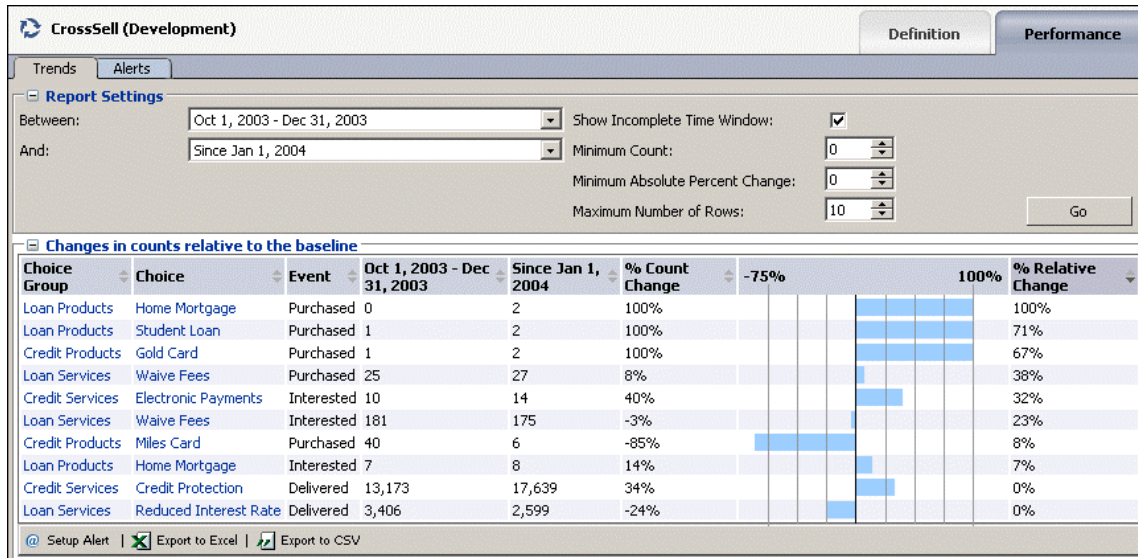 CrossSell (Development)
Definition
Performance
Trends
Alerts
Report Settings
Between: Oct 1, 2003 - Dec 31, 2003 Show Incomplete Time Window:
And: Since Jan 1, 2004 Minimum Count: 0
Minimum Absolute Percent Change: 0
Maximum Number of Rows: 10 Go
Changes in counts relative to the baseline
Choice Group Choice Event Oct 1, 2003 - Dec 31, 2003 Since Jan 1, 2004 % Count Change -75% 100% % Relative Change
Loan Products Home Mortgage Purchased 0 2 100% 100%
Loan Products Student Loan Purchased 1 2 100% 71%
Credit Products Gold Card Purchased 1 2 100% 67%
Loan Services Waive Fees Purchased 25 27 8% 38%
Credit Services Electronic Payments Interested 10 14 40% 32%
Loan Services Waive Fees Interested 181 175 -3% 23%
Credit Products Miles Card Purchased 40 6 -85% 8%
Loan Products Home Mortgage Interested 7 8 14% 7%
Credit Services Credit Protection Delivered 13,173 17,639 34% 0%
Loan Services Reduced Interest Rate Delivered 3,406 2,599 -24% 0%
@ Setup Alert | Export to Excel | Export to CSV